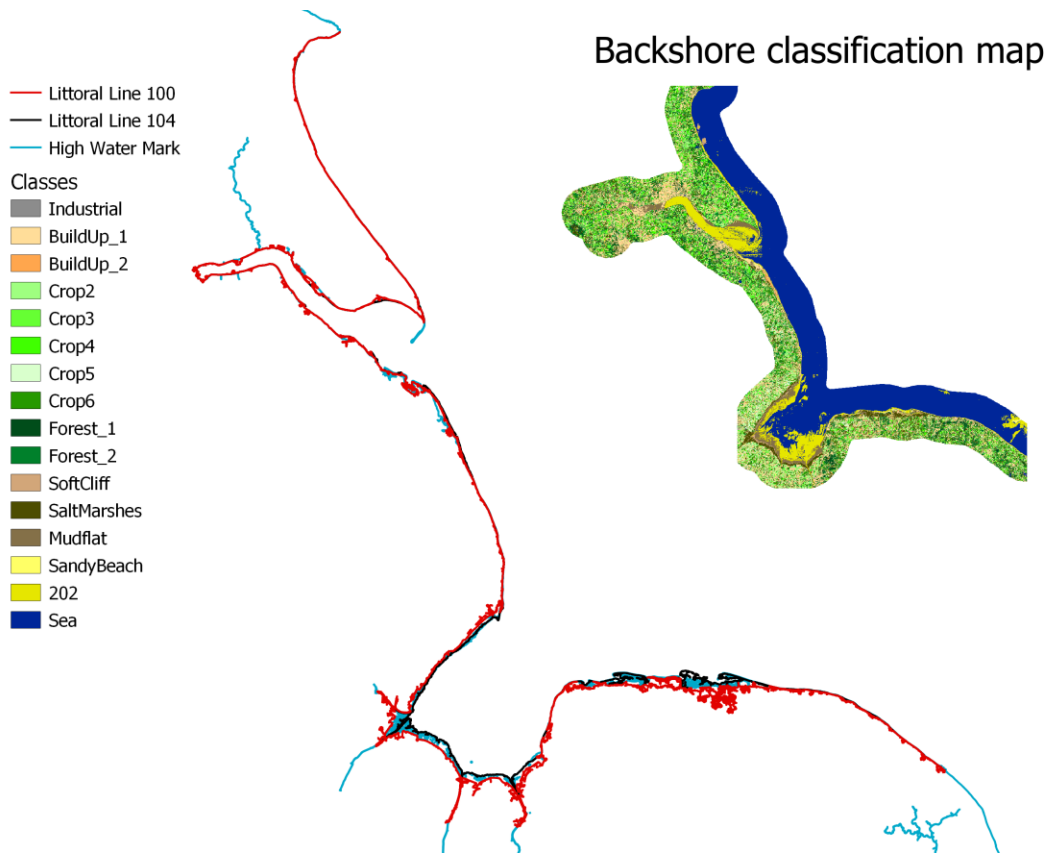 Backshore classification map
Littoral Line 100
Littoral Line 104
High Water Mark
Classes
Industrial
BuildUp_1
BuildUp_2
Crop2
Crop3
Crop4
Crop5
Crop6
Forest_1
Forest_2
SoftCliff
SaltMarshes
Mudflat
SandyBeach
202
Sea